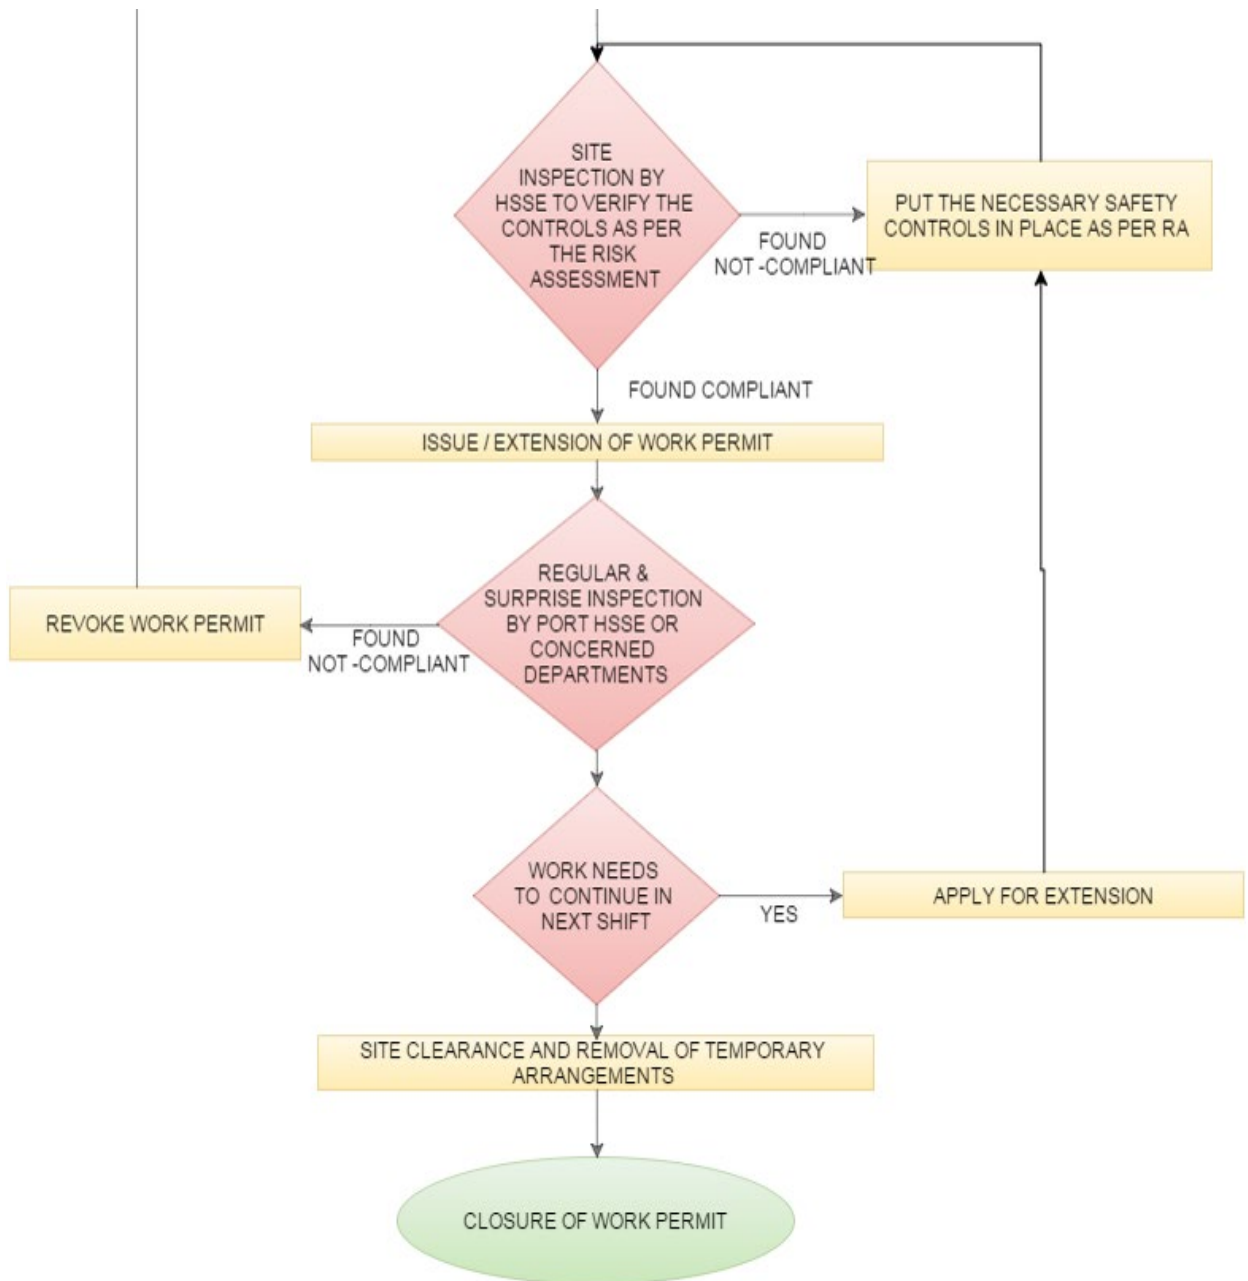 SITE
INSPECTION BY
HSSE TO VERIFY THE
CONTROLS AS PER
THE RISK
ASSESSMENT
FOUND
NOT -COMPLIANT
PUT THE NECESSARY SAFETY
CONTROLS IN PLACE AS PER RA
FOUND COMPLIANT
ISSUE / EXTENSION OF WORK PERMIT
REGULAR &
SURPRISE INSPECTION
BY PORT HSSE OR
CONCERNED
DEPARTMENTS
FOUND
NOT -COMPLIANT
REVOKE WORK PERMIT
WORK NEEDS
TO CONTINUE IN
NEXT SHIFT
YES
APPLY FOR EXTENSION
SITE CLEARANCE AND REMOVAL OF TEMPORARY
ARRANGEMENTS
CLOSURE OF WORK PERMIT